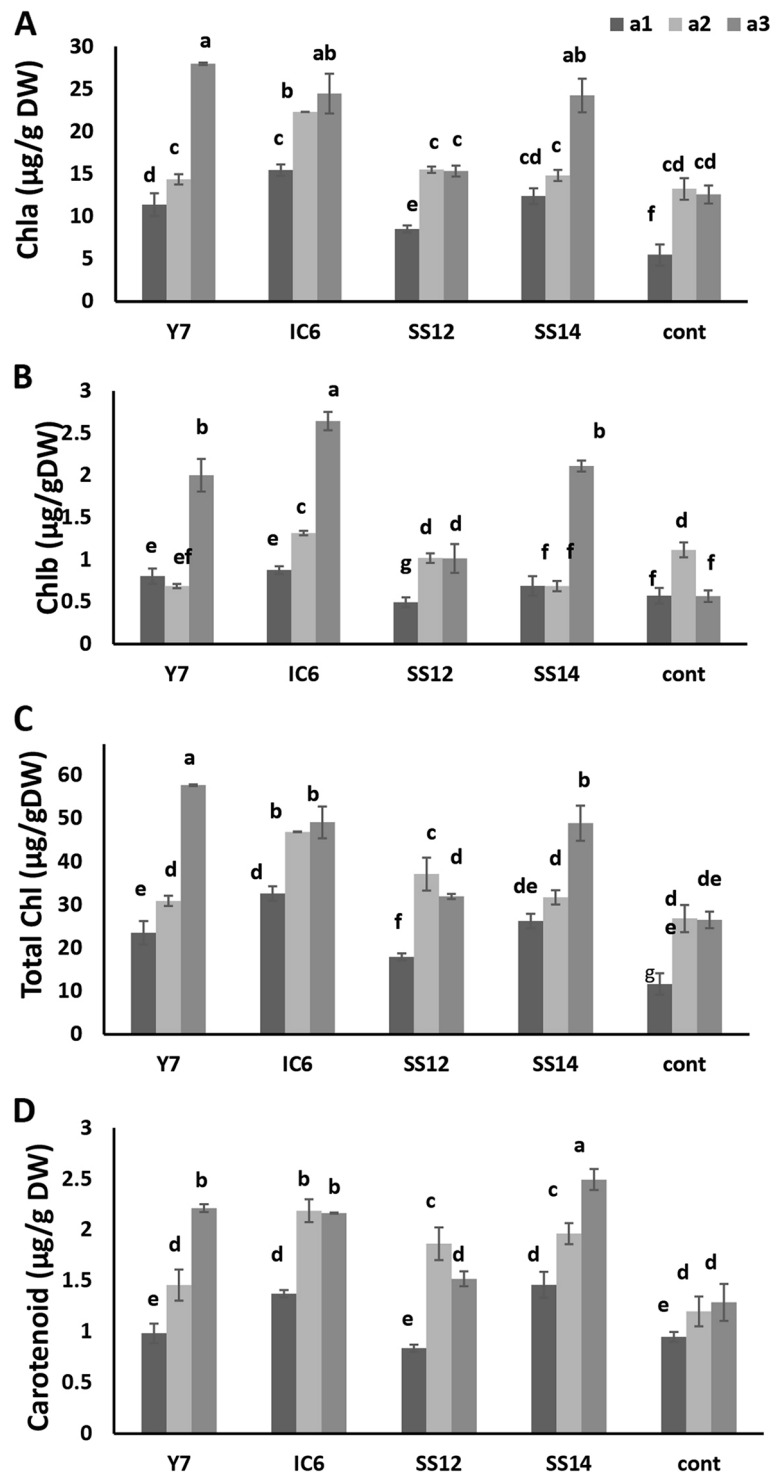 A
a1 a2 a3
Chla (µg/g DW)
30
25
20
15
10
5
0
d c a
c b ab
e c c
cd c ab
f cd cd
Y7 IC6 SS12 SS14 cont
B
Chlb (µg/gDW)
3
2.5
2
1.5
1
0.5
0
e ef b
e c a
g d d
f f b
f d f
Y7 IC6 SS12 SS14 cont
C
Total Chl (µg/gDW)
60
50
40
30
20
10
0
e d a
d b b
f c d
de d b
g d e de
Y7 IC6 SS12 SS14 cont
D
Carotenoid (µg/g DW)
3
2.5
2
1.5
1
0.5
0
e d b
d b b
e c d
d c a
e d d
Y7 IC6 SS12 SS14 cont